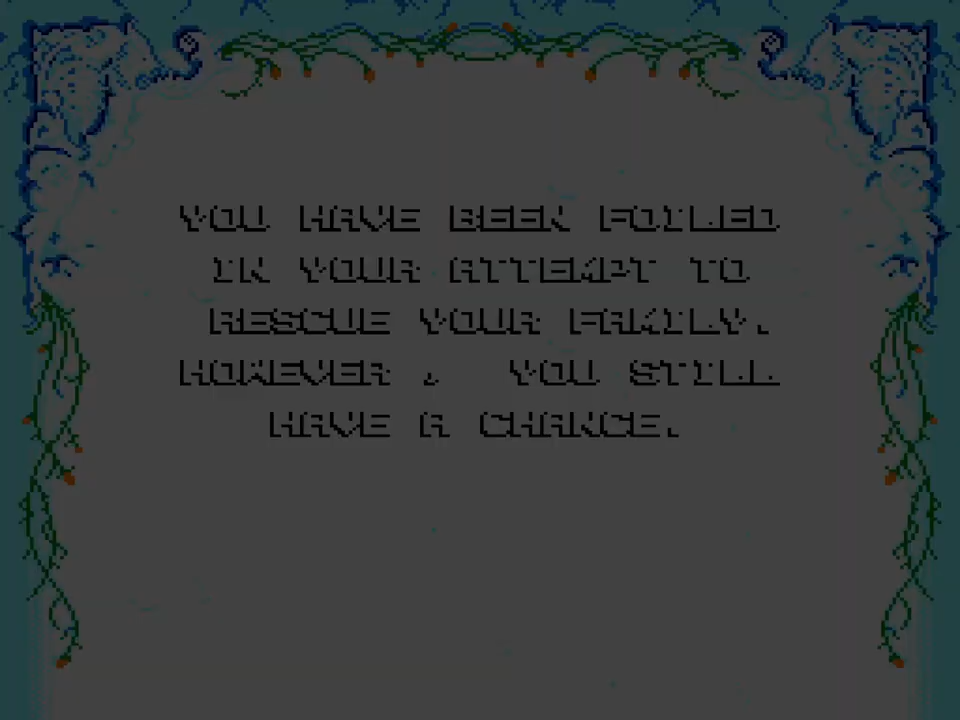 YOU HAVE BEEN FOILED
IN YOUR ATTEMPT TO
RESCUE YOUR FAMILY.
HOWEVER , YOU STILL
HAVE A CHANCE.